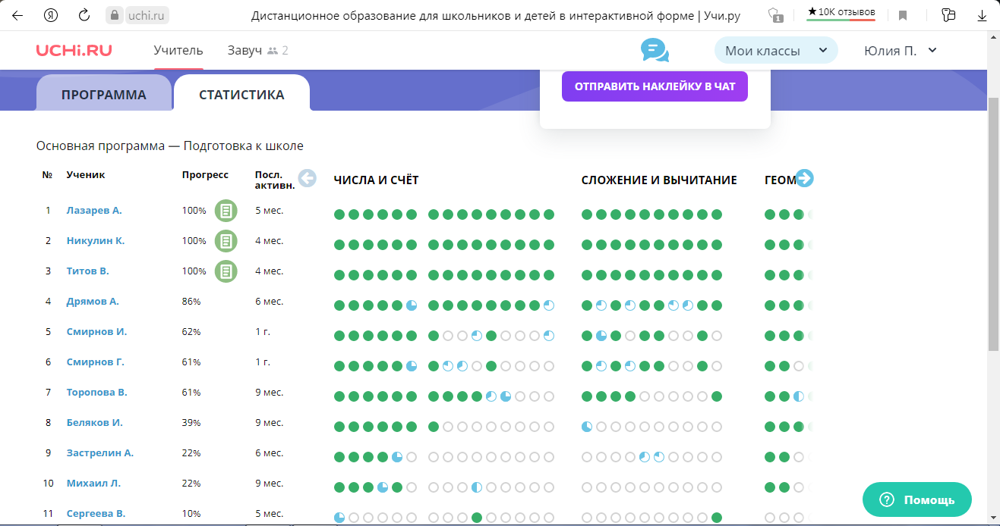 uchi.ru
Дистанционное образование для школьников и детей в интерактивной форме | Учи.ру
1
★10K отзывов
UCHi.RU
Учитель
Завуч 2
Мои классы
Юлия П.
ПРОГРАММА
СТАТИСТИКА
ОТПРАВИТЬ НАКЛЕЙКУ В ЧАТ
Основная программа — Подготовка к школе
№ Ученик Прогресс Посл. активн. ЧИСЛА И СЧЁТ СЛОЖЕНИЕ И ВЫЧИТАНИЕ ГЕОМ
1 Лазарев А. 100% 5 мес.
2 Никулин К. 100% 4 мес.
3 Титов В. 100% 4 мес.
4 Дрямов А. 86% 6 мес.
5 Смирнов И. 62% 1 г.
6 Смирнов Г. 61% 1 г.
7 Торопова В. 61% 9 мес.
8 Беляков И. 39% 9 мес.
9 Застрелин А. 22% 6 мес.
10 Михаил Л. 22% 9 мес.
11 Сергеева В. 10% 5 мес.
Помощь